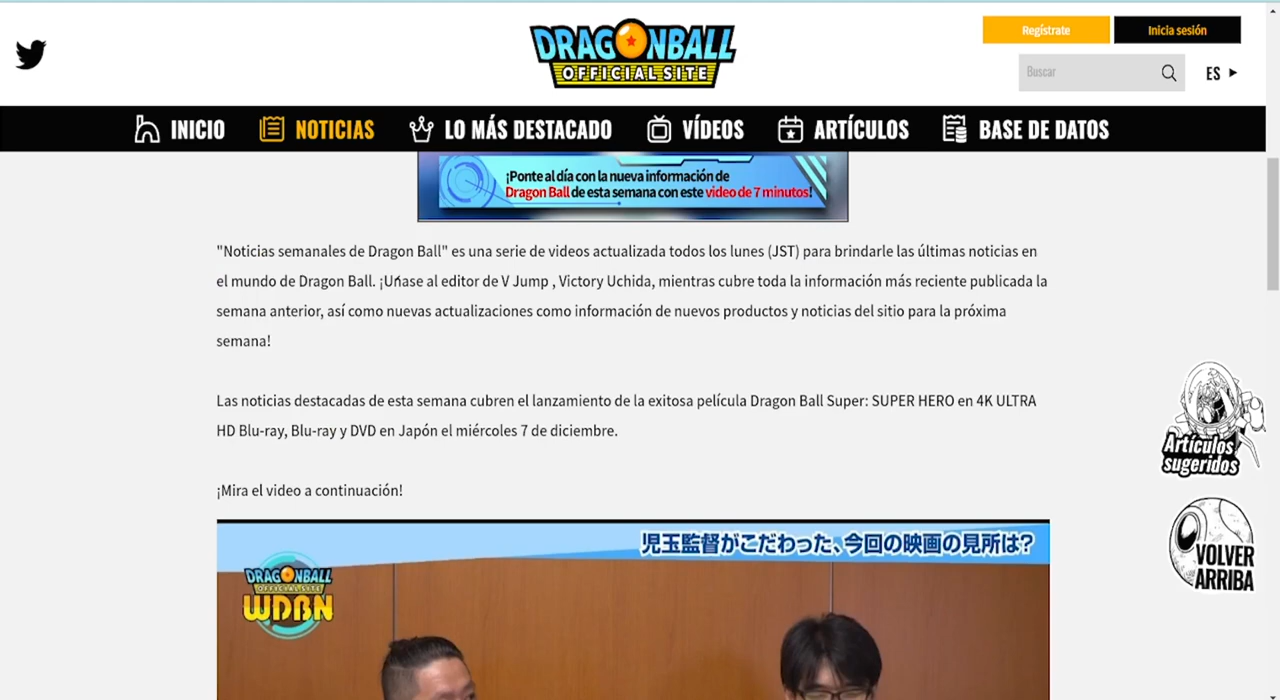 DRAGONBALL
OFFICIAL SITE
Regístrate
Inicia sesión
Buscar
ES
INICIO
NOTICIAS
LO MÁS DESTACADO
VÍDEOS
ARTÍCULOS
BASE DE DATOS
¡Ponte al día con la nueva información de
Dragon Ball de esta semana con este video de 7 minutos!
"Noticias semanales de Dragon Ball" es una serie de videos actualizada todos los lunes (JST) para brindarle las últimas noticias en
el mundo de Dragon Ball. ¡Únase al editor de V Jump , Victory Uchida, mientras cubre toda la información más reciente publicada la
semana anterior, así como nuevas actualizaciones como información de nuevos productos y noticias del sitio para la próxima
semana!
Las noticias destacadas de esta semana cubren el lanzamiento de la exitosa película Dragon Ball Super: SUPER HERO en 4K ULTRA
HD Blu-ray, Blu-ray y DVD en Japón el miércoles 7 de diciembre.
¡Mira el video a continuación!
児玉監督がこだわった、今回の映画の見所は?
DRAGONBALL
OFFICIAL SITE
WDBN
Artículos
sugeridos
VOLVER
ARRIBA